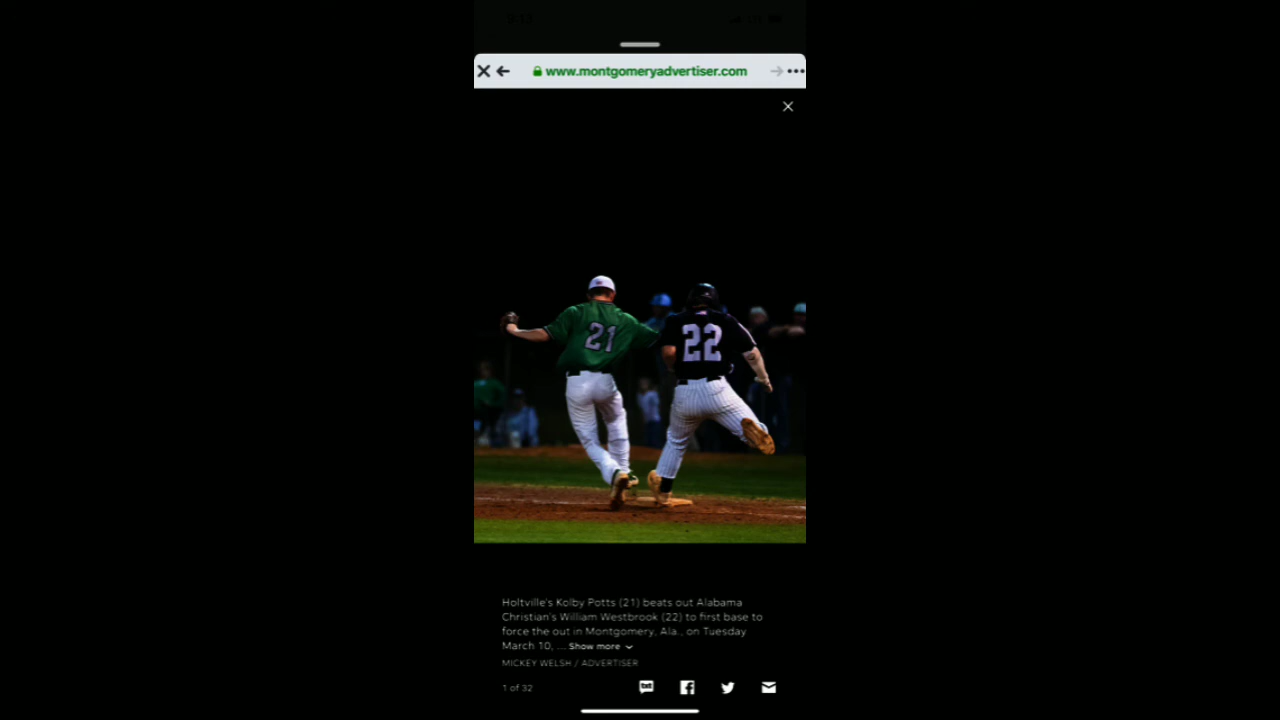 www.montgomeryadvertiser.com
21
22
Holtville's Kolby Potts (21) beats out Alabama
Christian's William Westbrook (22) to first base to
force the out in Montgomery, Ala., on Tuesday
March 10, ... Show more
MICKEY WELSH / ADVERTISER
1 of 32
txt